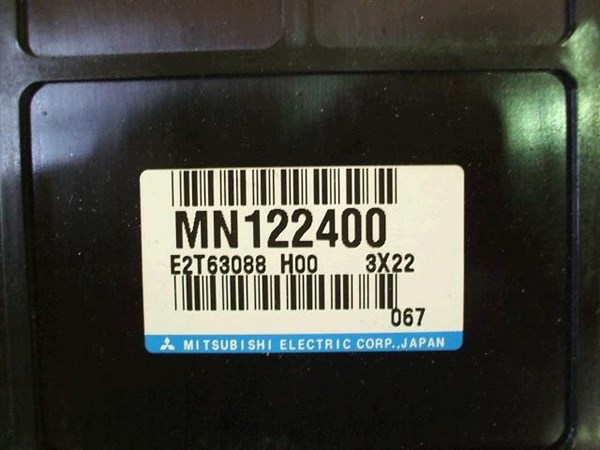 MN122400
E2T63088 H00 3X22
067
MITSUBISHI ELECTRIC CORP.,JAPAN